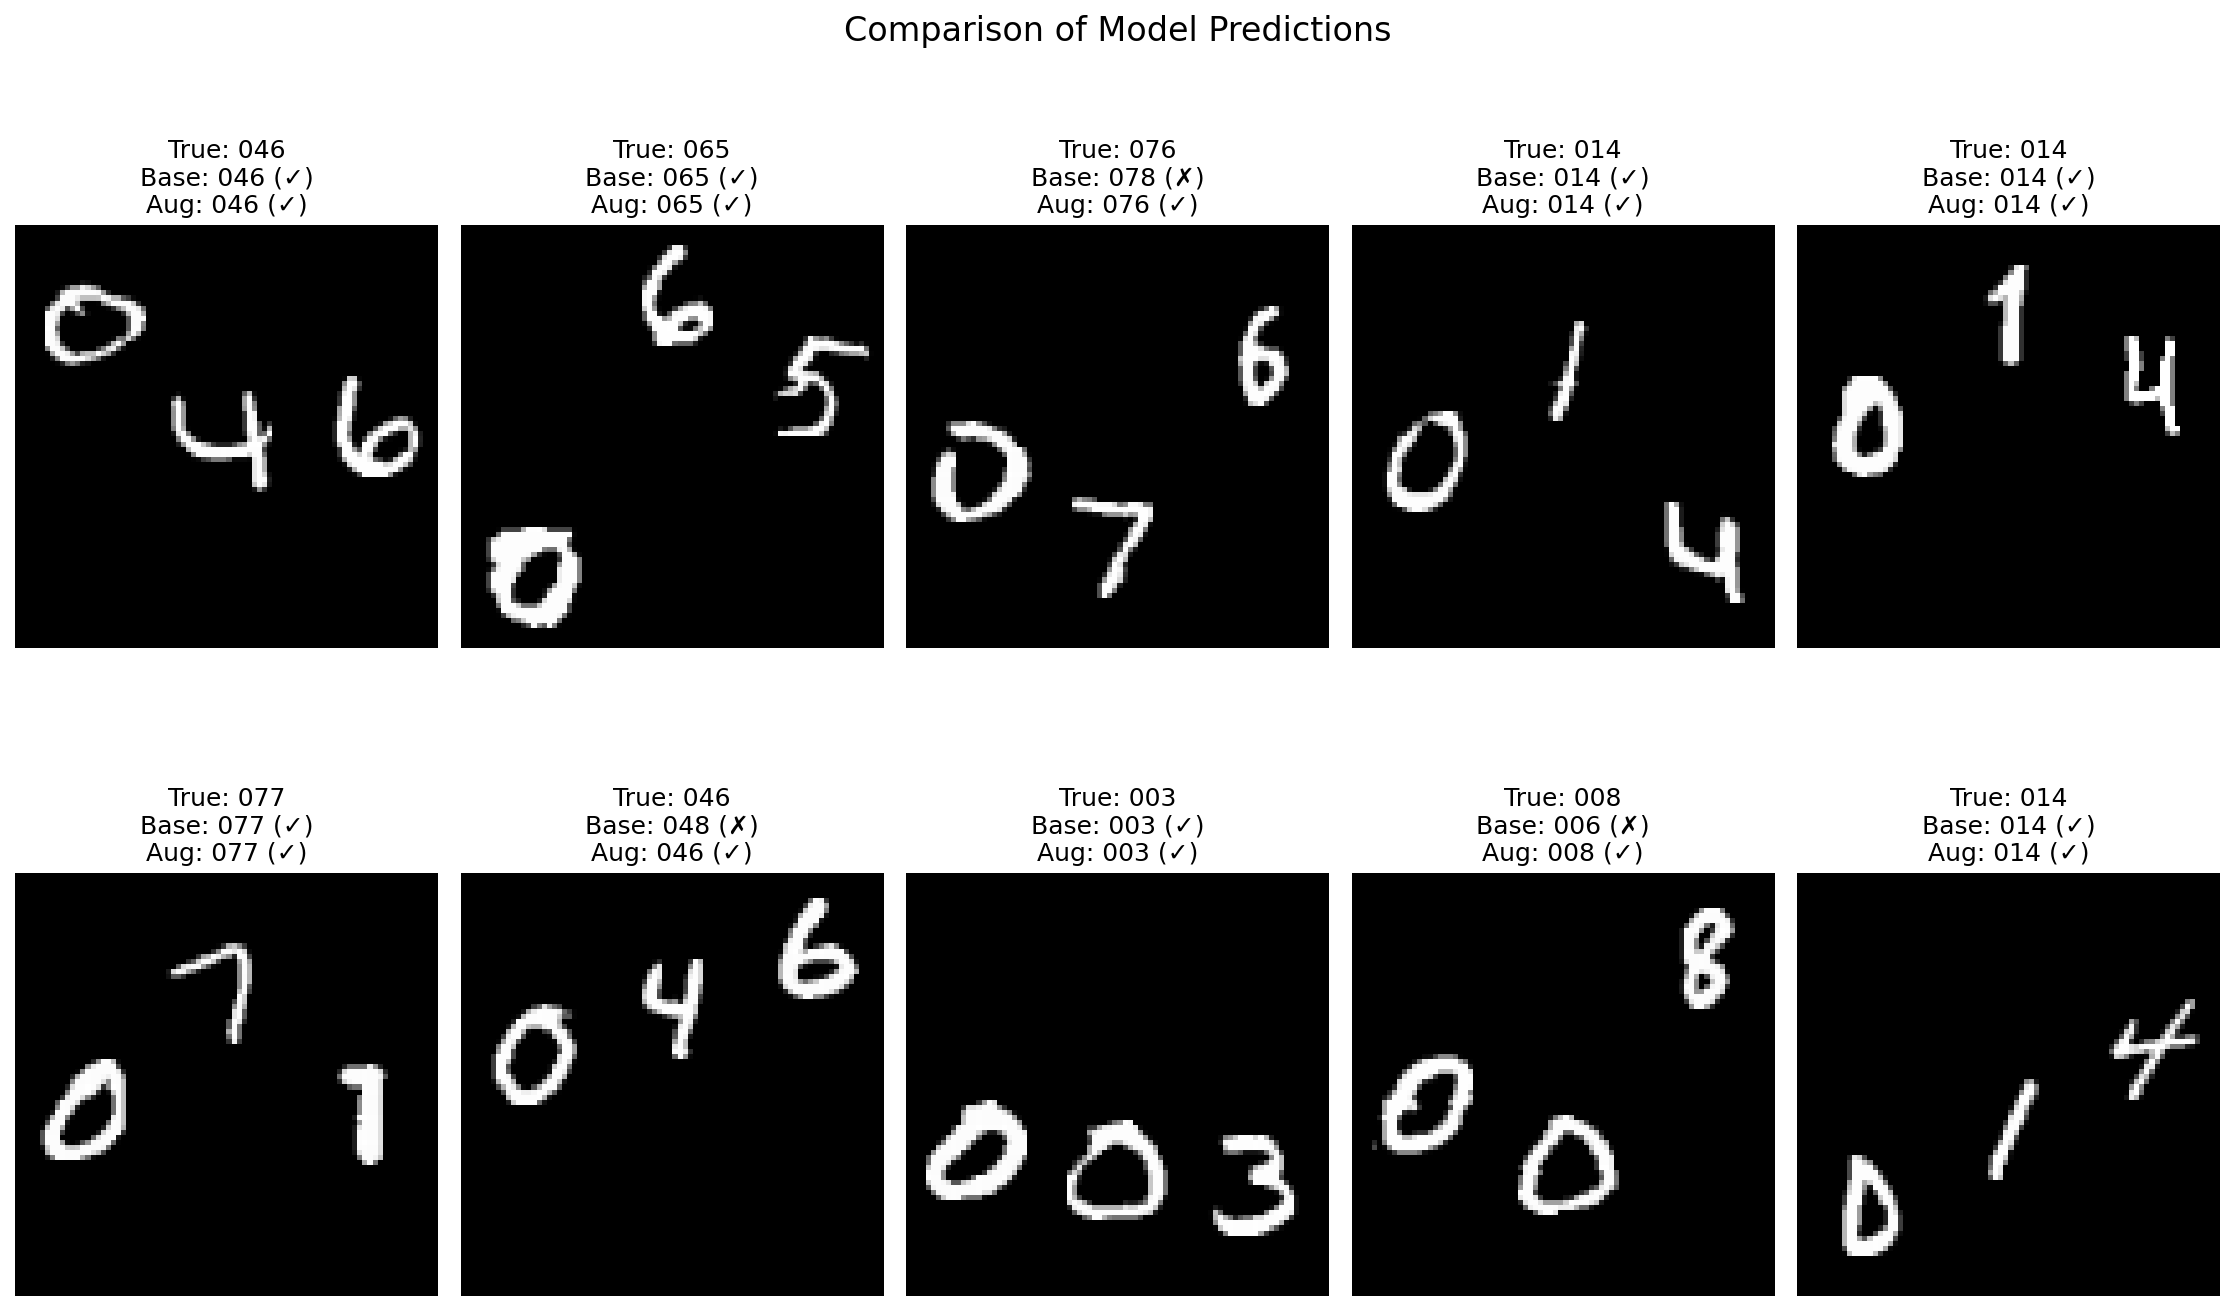 Comparison of Model Predictions
True: 046
Base: 046 (✓)
Aug: 046 (✓)
0 4 6
True: 065
Base: 065 (✓)
Aug: 065 (✓)
0 6 5
True: 076
Base: 078 (✗)
Aug: 076 (✓)
0 7 6
True: 014
Base: 014 (✓)
Aug: 014 (✓)
0 1 4
True: 014
Base: 014 (✓)
Aug: 014 (✓)
0 1 4
True: 077
Base: 077 (✓)
Aug: 077 (✓)
0 7 7
True: 046
Base: 048 (✗)
Aug: 046 (✓)
0 4 6
True: 003
Base: 003 (✓)
Aug: 003 (✓)
0 0 3
True: 008
Base: 006 (✗)
Aug: 008 (✓)
0 0 8
True: 014
Base: 014 (✓)
Aug: 014 (✓)
0 1 4